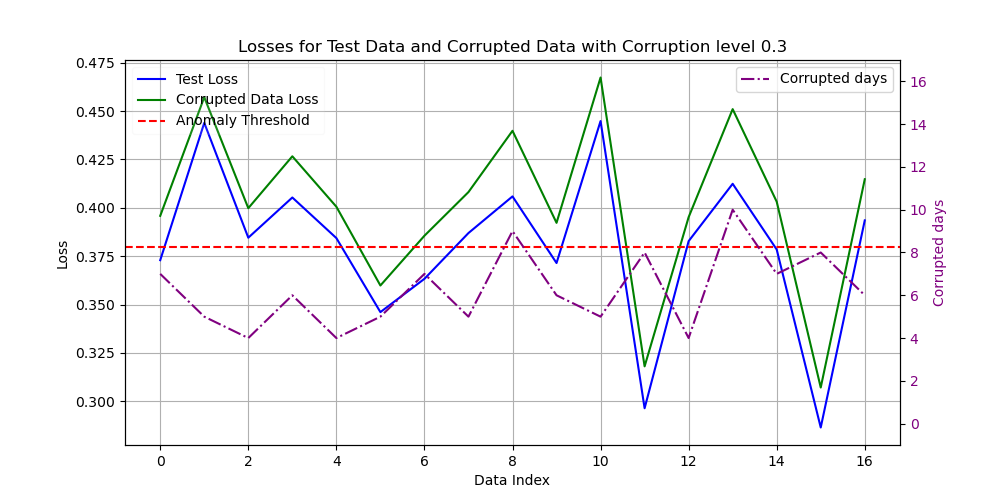 Losses for Test Data and Corrupted Data with Corruption level 0.3
Test Loss
Corrupted Data Loss
Anomaly Threshold
Corrupted days
0.475
0.450
0.425
0.400
0.375
0.350
0.325
0.300
Loss
16
14
12
10
8
6
4
2
0
Corrupted days
0 2 4 6 8 10 12 14 16
Data Index